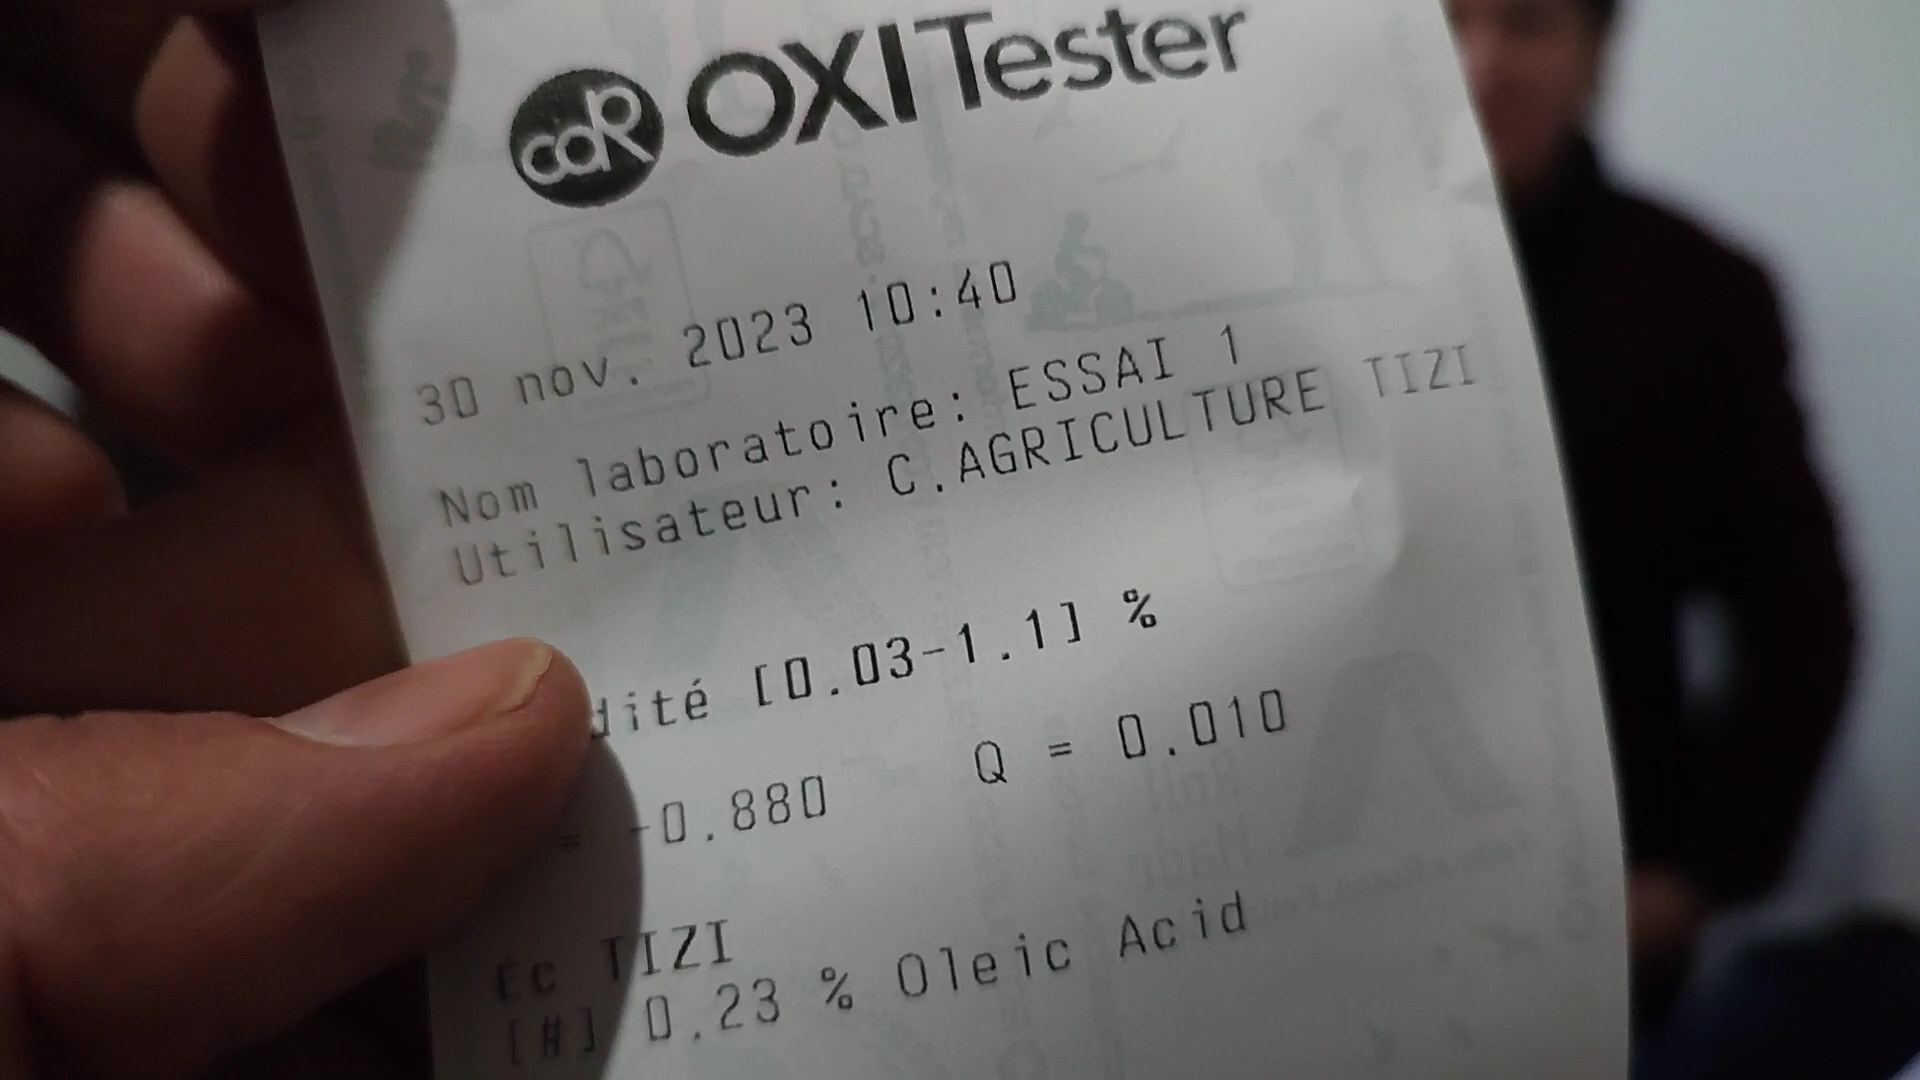 cdR OXITester
30 nov. 2023 10:40
Nom laboratoire: ESSAI 1
Utilisateur: C.AGRICULTURE TIZI
dité [0.03-1.1] %
= -0.880 Q = 0.010
Ec TIZI
[#] 0.23 % Oleic Acid